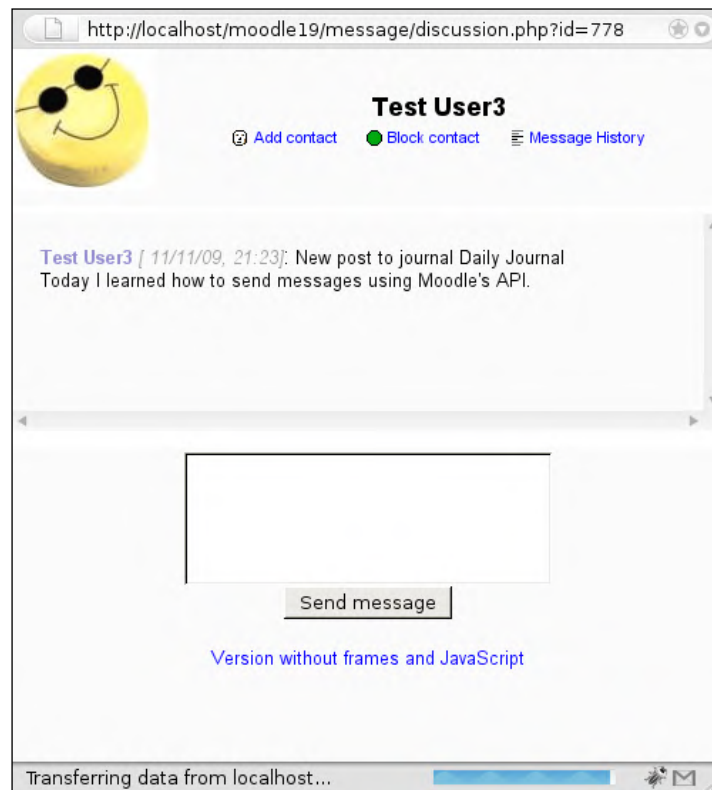 http://localhost/moodle19/message/discussion.php?id=778
Test User3
Add contact Block contact Message History
Test User3 [ 11/11/09, 21:23]: New post to journal Daily Journal
Today I learned how to send messages using Moodle's API.
Send message
Version without frames and JavaScript
Transferring data from localhost...